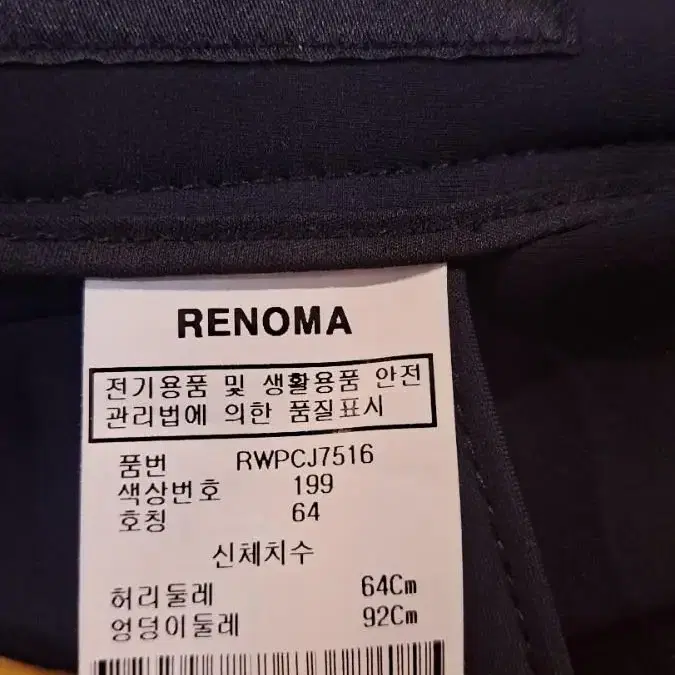 RENOMA
전기용품 및 생활용품 안전
관리법에 의한 품질표시
품번 RWPCJ7516
색상번호 199
호칭 64
신체치수
허리둘레 64Cm
엉덩이둘레 92Cm